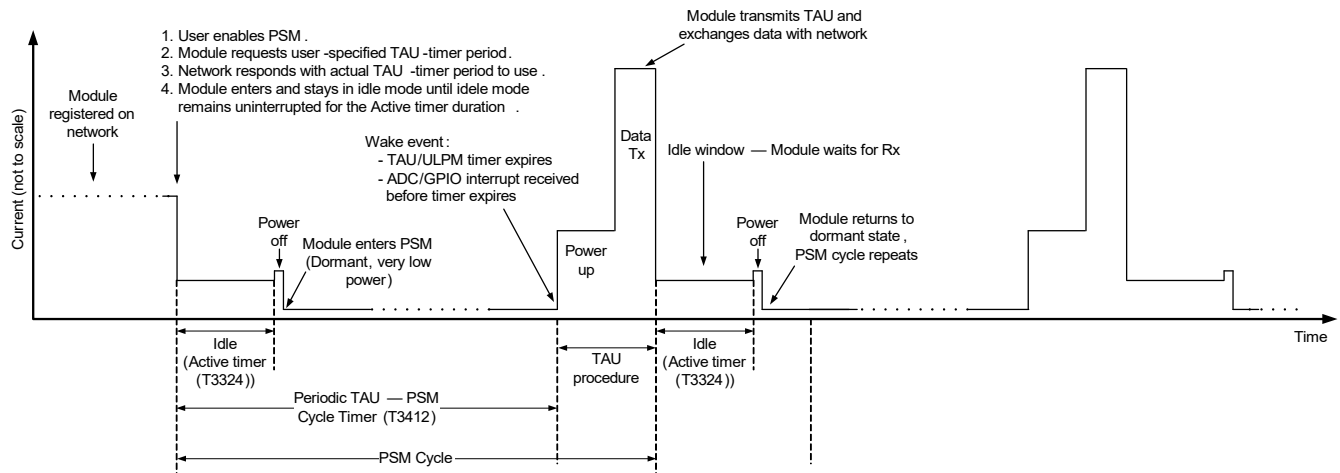 Module transmits TAU and
exchanges data with network
1. User enables PSM .
2. Module requests user -specified TAU -timer period .
3. Network responds with actual TAU -timer period to use .
4. Module enters and stays in idle mode until idele mode
remains uninterrupted for the Active timer duration .
Module
registered on
network
Current (not to scale)
Wake event :
- TAU/ULPM timer expires
- ADC/GPIO interrupt received
before timer expires
Data
Tx
Idle window — Module waits for Rx
Power
off
Module enters PSM
(Dormant, very low
power)
Power
up
Power
off
Module returns to
dormant state ,
PSM cycle repeats
Time
Idle
(Active timer
(T3324))
TAU
procedure
Idle
(Active timer
(T3324))
Periodic TAU — PSM
Cycle Timer (T3412)
PSM Cycle